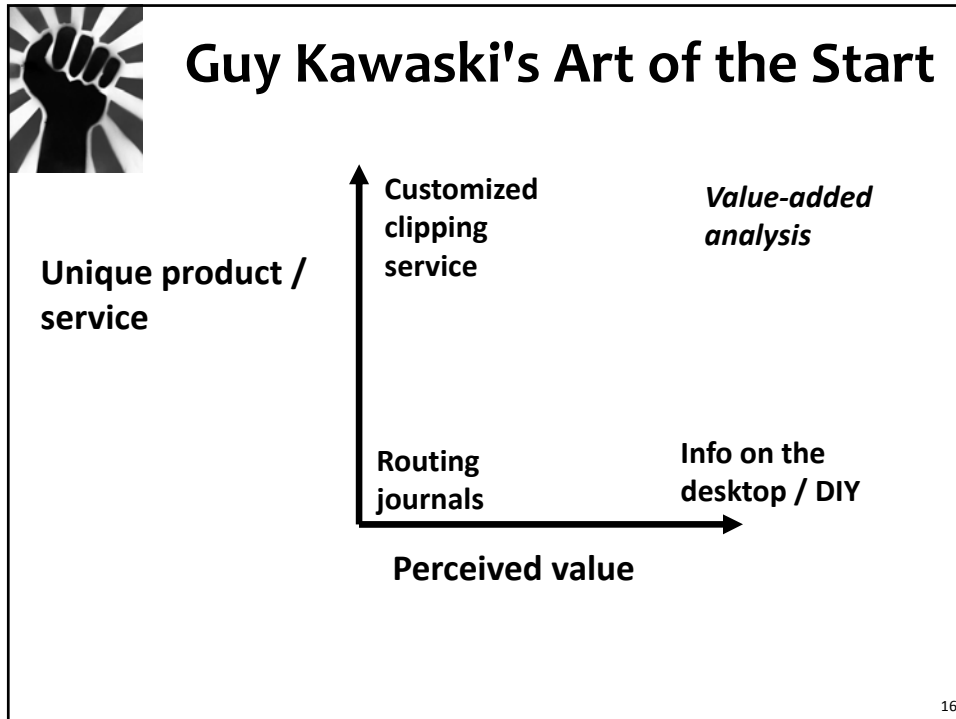 Guy Kawaski's Art of the Start
Customized
clipping
service
Value-added
analysis
Unique product /
service
Routing
journals
Info on the
desktop / DIY
Perceived value
16